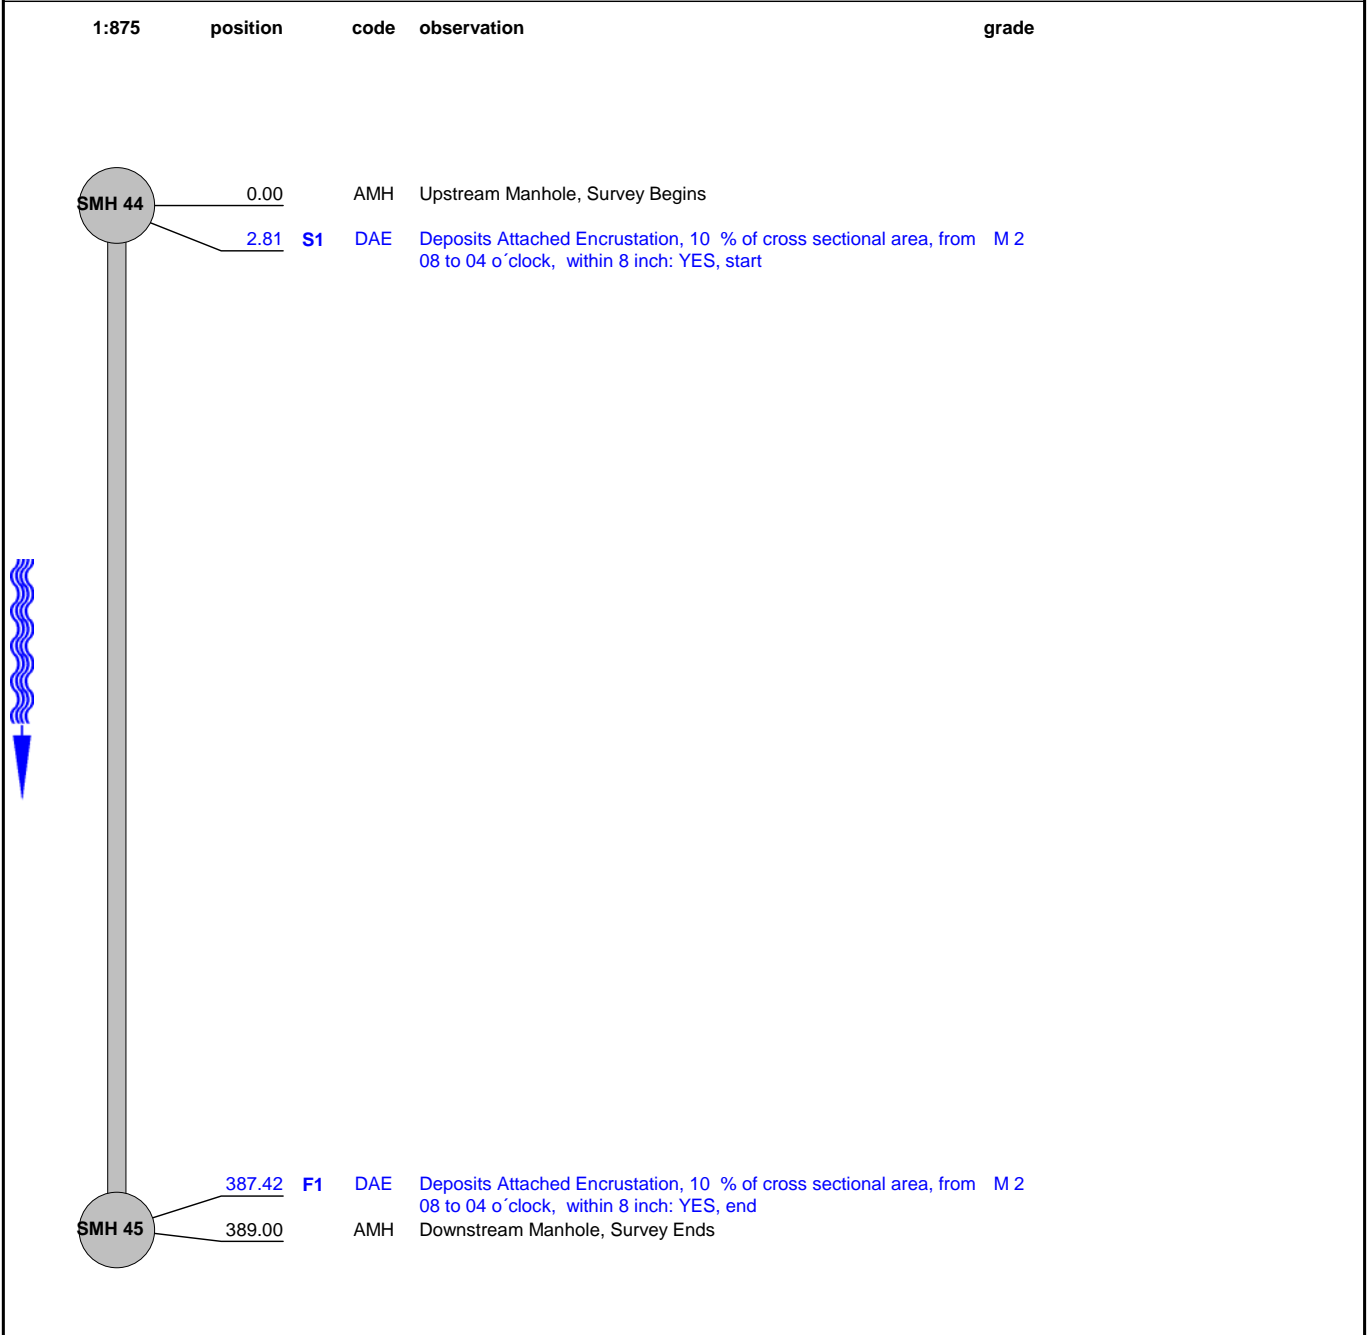 1:875 position code observation grade
SMH 44 0.00 AMH Upstream Manhole, Survey Begins
2.81 S1 DAE Deposits Attached Encrustation, 10 % of cross sectional area, from M 2
08 to 04 o´clock, within 8 inch: YES, start
387.42 F1 DAE Deposits Attached Encrustation, 10 % of cross sectional area, from M 2
08 to 04 o´clock, within 8 inch: YES, end
SMH 45 389.00 AMH Downstream Manhole, Survey Ends